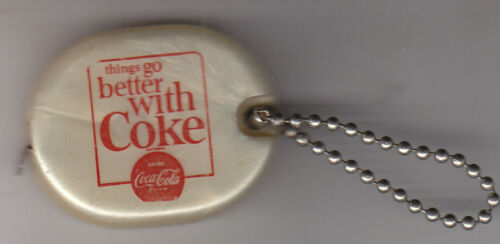 things go
better
with
Coke
DRINK
Coca-Cola